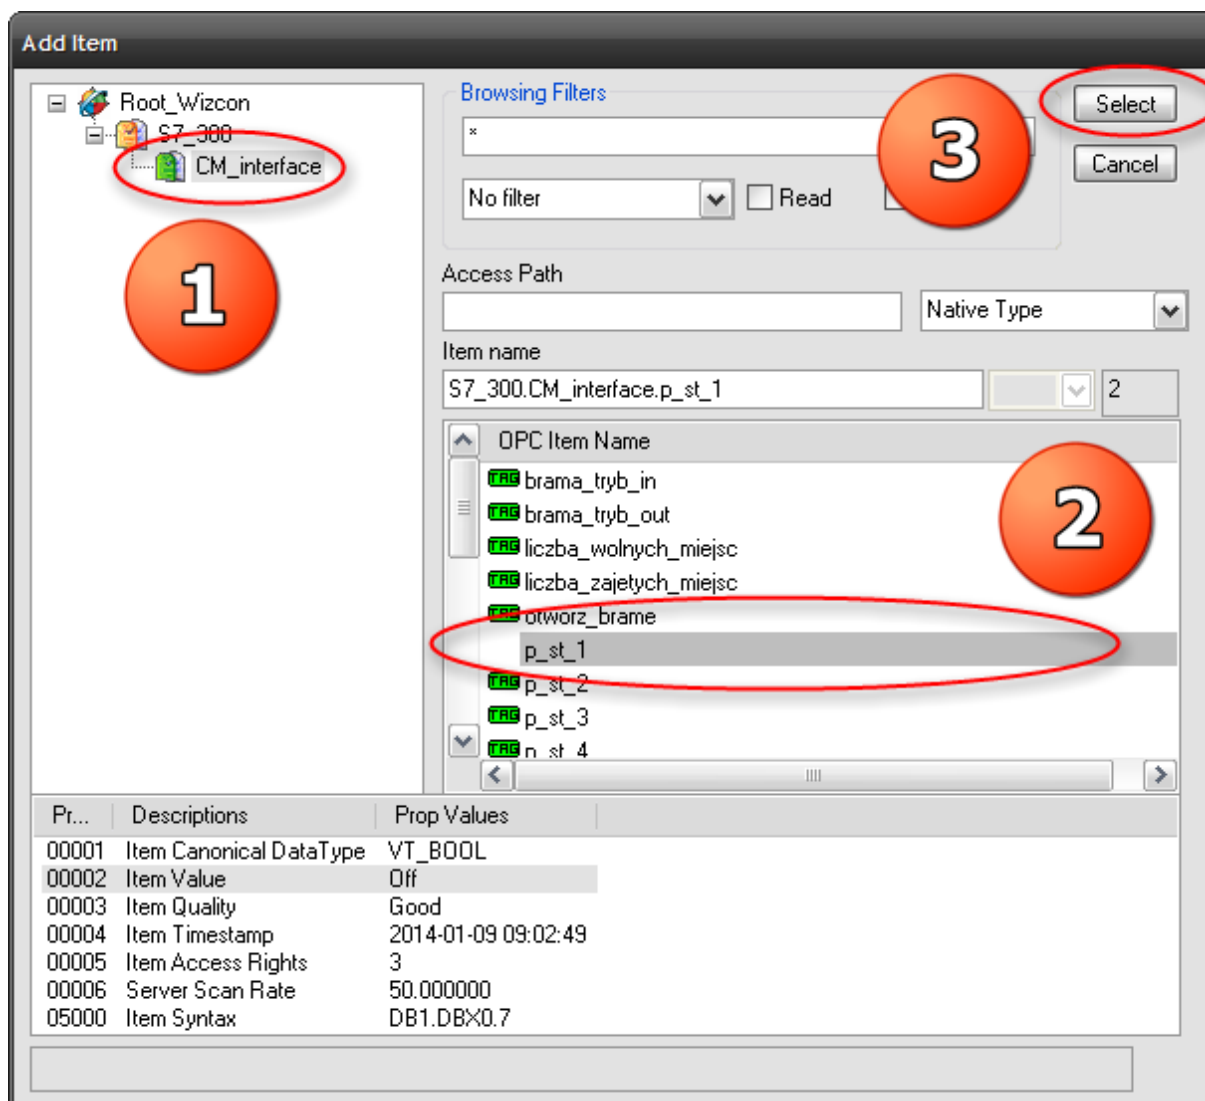 Add Item
Root_Wizcon
S7_300
CM_interface
1
Browsing Filters
*
No filter
Read
3
Select
Cancel
Access Path
Native Type
Item name
S7_300.CM_interface.p_st_1
2
OPC Item Name
brama_tryb_in
brama_tryb_out
liczba_wolnych_miejsc
liczba_zajetych_miejsc
otworz_brame
p_st_1
TAG p_st_2
TAG p_st_3
TAG p_st_4
2
Pr... Descriptions Prop Values
00001 Item Canonical DataType VT_BOOL
00002 Item Value Off
00003 Item Quality Good
00004 Item Timestamp 2014-01-09 09:02:49
00005 Item Access Rights 3
00006 Server Scan Rate 50.000000
05000 Item Syntax DB1.DBX0.7